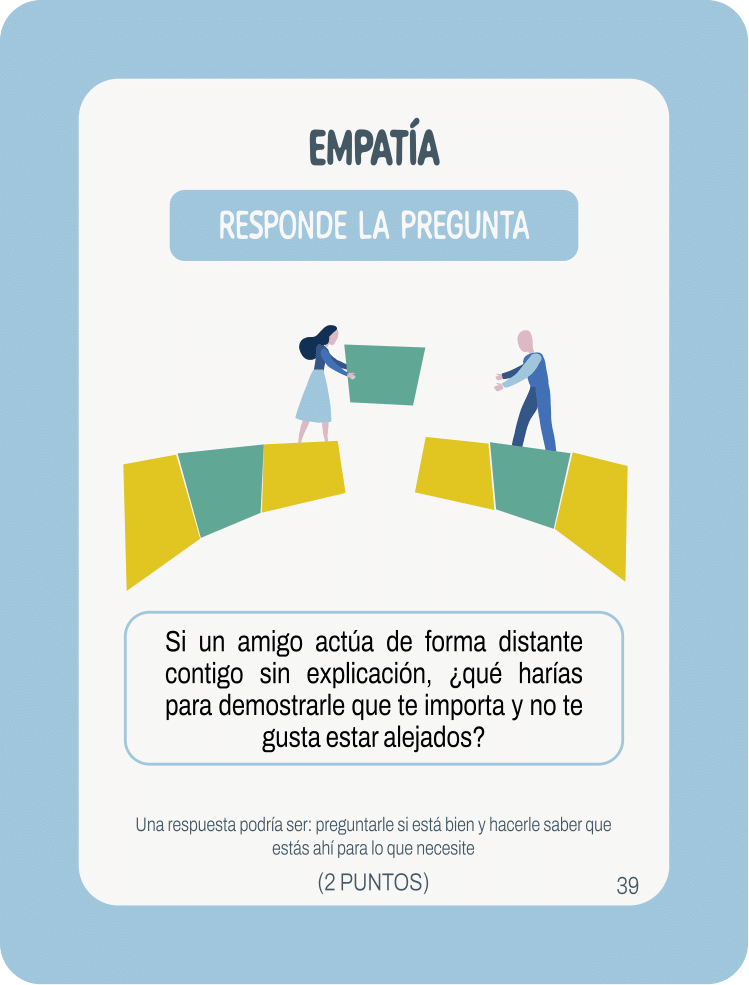 EMPATÍA
RESPONDE LA PREGUNTA
Si un amigo actúa de forma distante
contigo sin explicación, ¿qué harías
para demostrarle que te importa y no te
gusta estar alejados?
Una respuesta podría ser: preguntarle si está bien y hacerle saber que
estás ahí para lo que necesite
(2 PUNTOS)
39